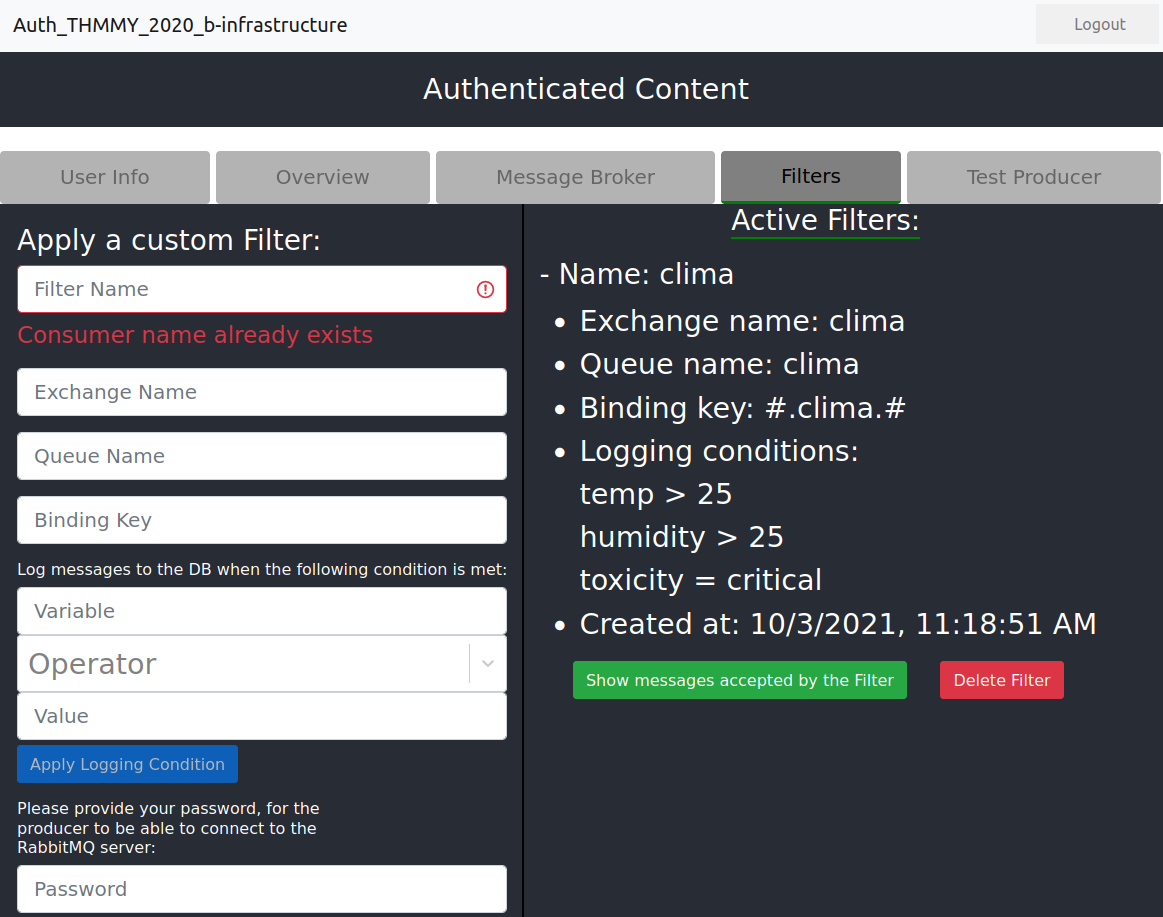 Auth_THMMY_2020_b-infrastructure
Logout
Authenticated Content
User Info
Overview
Message Broker
Filters
Test Producer
Apply a custom Filter:
Filter Name
Consumer name already exists
Exchange Name
Queue Name
Binding Key
Log messages to the DB when the following condition is met:
Variable
Operator
Value
Apply Logging Condition
Please provide your password, for the
producer to be able to connect to the
RabbitMQ server:
Password
Active Filters:
- Name: clima
• Exchange name: clima
• Queue name: clima
• Binding key: #.clima.#
• Logging conditions:
temp > 25
humidity > 25
toxicity = critical
• Created at: 10/3/2021, 11:18:51 AM
Show messages accepted by the Filter
Delete Filter